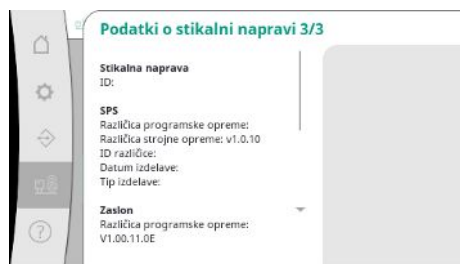 Podatki o stikalni napravi 3/3
Stikalna naprava
ID:
SPS
Različica programske opreme:
Različica strojne opreme: v1.0.10
ID različice:
Datum izdelave:
Tip izdelave:
Zaslon
Različica programske opreme:
V1.00.11.0E